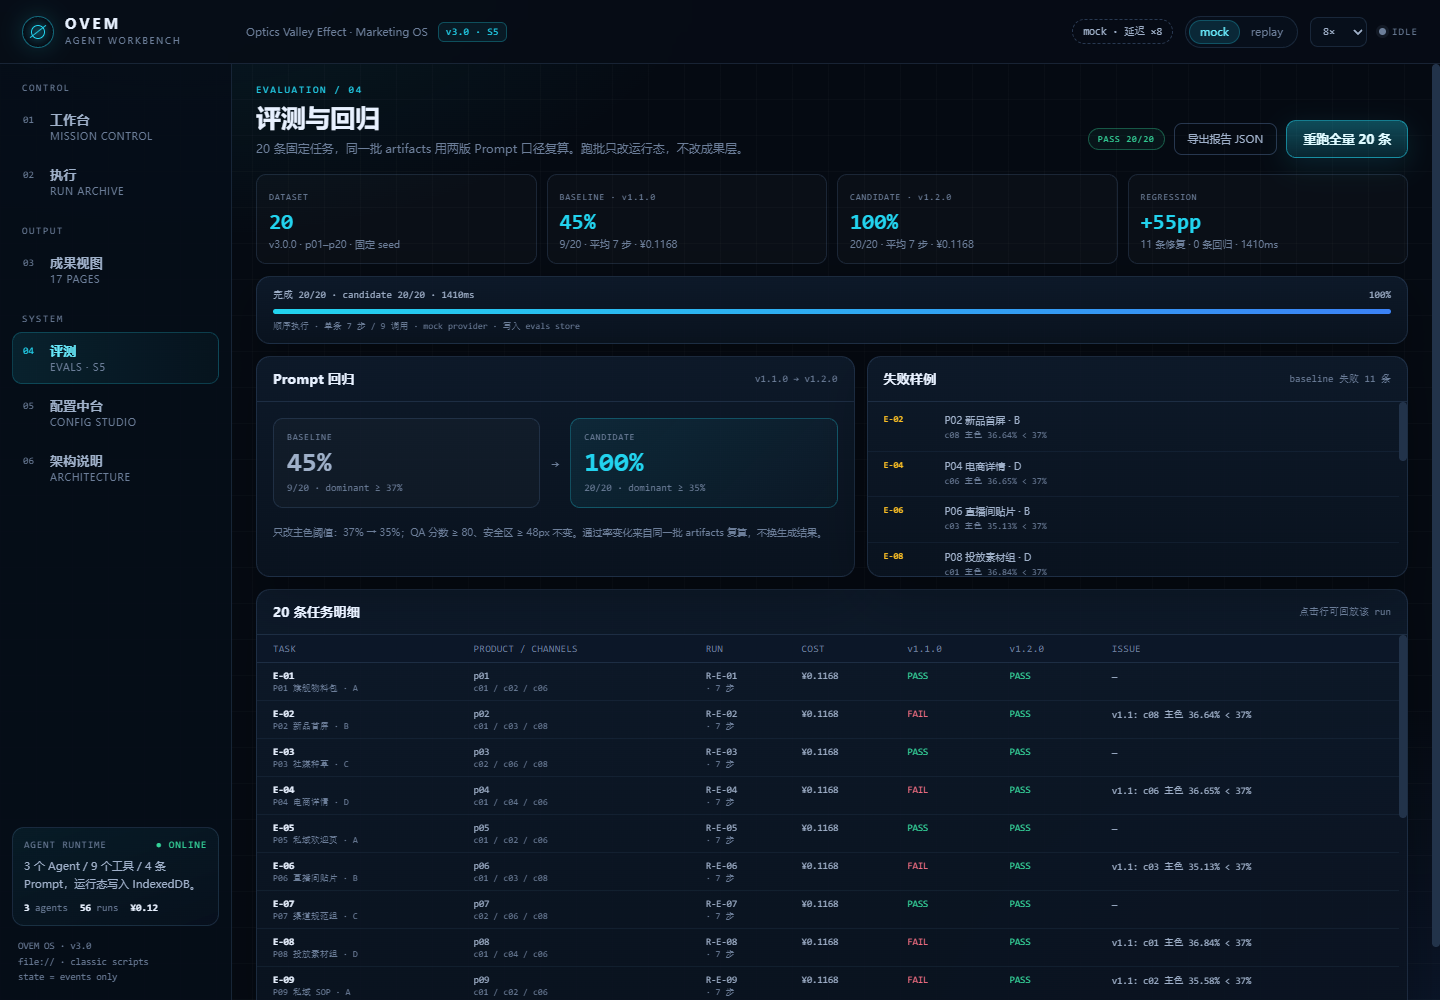 OVEM
AGENT WORKBENCH
Optics Valley Effect · Marketing OS
v3.0 · S5
mock · 延迟 ×8
mock
replay
8×
IDLE
CONTROL
01 工作台
MISSION CONTROL
02 执行
RUN ARCHIVE
OUTPUT
03 成果视图
17 PAGES
SYSTEM
04 评测
EVALS · S5
05 配置中台
CONFIG STUDIO
06 架构说明
ARCHITECTURE
AGENT RUNTIME
● ONLINE
3 个 Agent / 9 个工具 / 4 条
Prompt，运行态写入 IndexedDB。
3 agents 56 runs ¥0.12
OVEM OS · v3.0
file:// · classic scripts
state = events only
EVALUATION / 04
评测与回归
20 条固定任务，同一批 artifacts 用两版 Prompt 口径复算。跑批只改运行态，不改成果层。
PASS 20/20
导出报告 JSON
重跑全量 20 条
DATASET
20
v3.0.0 · p01–p20 · 固定 seed
BASELINE · v1.1.0
45%
9/20 · 平均 7 步 · ¥0.1168
CANDIDATE · v1.2.0
100%
20/20 · 平均 7 步 · ¥0.1168
REGRESSION
+55pp
11 条修复 · 0 条回归 · 1410ms
完成 20/20 · candidate 20/20 · 1410ms
100%
顺序执行 · 单条 7 步 / 9 调用 · mock provider · 写入 evals store
Prompt 回归
v1.1.0 → v1.2.0
BASELINE
45%
9/20 · dominant ≥ 37%
→
CANDIDATE
100%
20/20 · dominant ≥ 35%
只改主色阈值：37% → 35%；QA 分数 ≥ 80、安全区 ≥ 48px 不变。通过率变化来自同一批 artifacts 复算，不换生成结果。
失败样例
baseline 失败 11 条
E-02 P02 新品首屏 · B
c08 主色 36.64% < 37%
E-04 P04 电商详情 · D
c06 主色 36.65% < 37%
E-06 P06 直播间贴片 · B
c03 主色 35.13% < 37%
E-08 P08 投放素材组 · D
c01 主色 36.84% < 37%
20 条任务明细
点击行可回放该 run
TASK PRODUCT / CHANNELS RUN COST v1.1.0 v1.2.0 ISSUE
E-01 p01 R-E-01 ¥0.1168 PASS PASS —
P01 旗舰物料包 · A c01 / c02 / c06 · 7 步
E-02 p02 R-E-02 ¥0.1168 FAIL PASS v1.1: c08 主色 36.64% < 37%
P02 新品首屏 · B c01 / c03 / c08 · 7 步
E-03 p03 R-E-03 ¥0.1168 PASS PASS —
P03 社媒种草 · C c02 / c06 / c08 · 7 步
E-04 p04 R-E-04 ¥0.1168 FAIL PASS v1.1: c06 主色 36.65% < 37%
P04 电商详情 · D c01 / c04 / c06 · 7 步
E-05 p05 R-E-05 ¥0.1168 PASS PASS —
P05 私域欢迎页 · A c01 / c02 / c06 · 7 步
E-06 p06 R-E-06 ¥0.1168 FAIL PASS v1.1: c03 主色 35.13% < 37%
P06 直播间贴片 · B c01 / c03 / c08 · 7 步
E-07 p07 R-E-07 ¥0.1168 PASS PASS —
P07 渠道规范组 · C c02 / c06 / c08 · 7 步
E-08 p08 R-E-08 ¥0.1168 FAIL PASS v1.1: c01 主色 36.84% < 37%
P08 投放素材组 · D c01 / c04 / c06 · 7 步
E-09 p09 R-E-09 ¥0.1168 FAIL PASS v1.1: c02 主色 35.58% < 37%
P09 私域 SOP · A c01 / c02 / c06 · 7 步